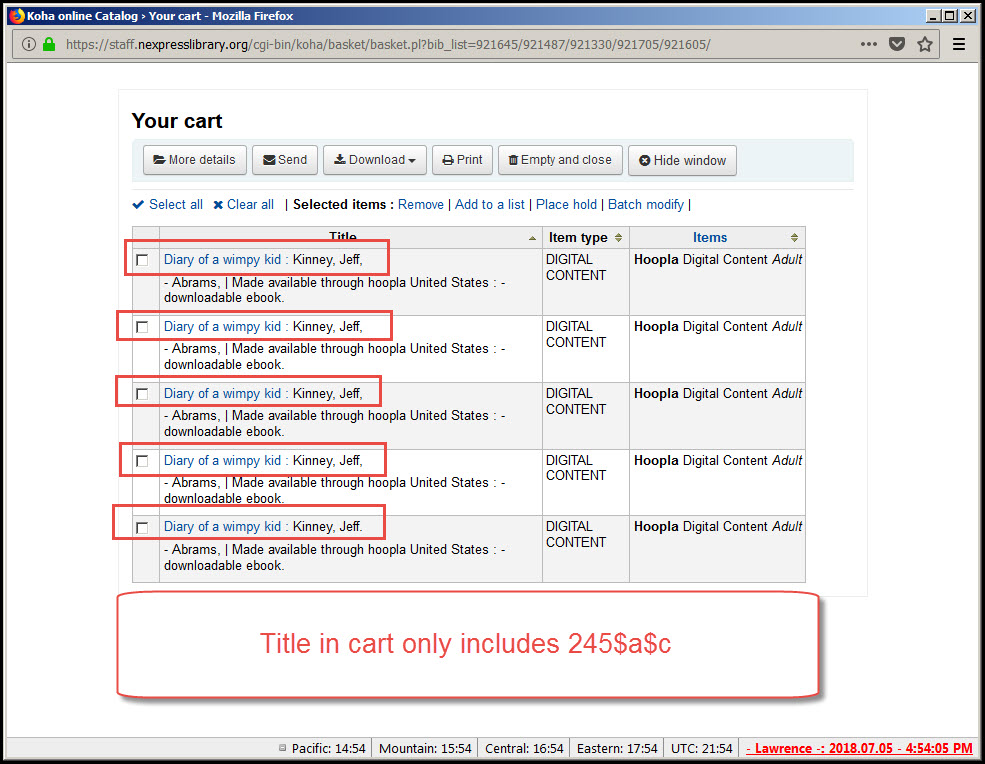 Koha online Catalog › Your cart - Mozilla Firefox
https://staff.nexpresslibrary.org/cgi-bin/koha/basket/basket.pl?bib_list=921645/921487/921330/921705/921605/
Your cart
More details Send Download Print Empty and close Hide window
Select all Clear all | Selected items : Remove | Add to a list | Place hold | Batch modify |
Title Item type Items
Diary of a wimpy kid : Kinney, Jeff, DIGITAL Hoopla Digital Content Adult
CONTENT
- Abrams, | Made available through hoopla United States : -
downloadable ebook.
Diary of a wimpy kid : Kinney, Jeff, DIGITAL Hoopla Digital Content Adult
CONTENT
- Abrams, | Made available through hoopla United States : -
downloadable ebook.
Diary of a wimpy kid : Kinney, Jeff, DIGITAL Hoopla Digital Content Adult
CONTENT
- Abrams, | Made available through hoopla United States : -
downloadable ebook.
Diary of a wimpy kid : Kinney, Jeff, DIGITAL Hoopla Digital Content Adult
CONTENT
- Abrams, | Made available through hoopla United States : -
downloadable ebook.
Diary of a wimpy kid : Kinney, Jeff. DIGITAL Hoopla Digital Content Adult
CONTENT
- Abrams, | Made available through hoopla United States : -
downloadable ebook.
Title in cart only includes 245$a$c
Pacific: 14:54 Mountain: 15:54 Central: 16:54 Eastern: 17:54 UTC: 21:54 - Lawrence -: 2018.07.05 - 4:54:05 PM